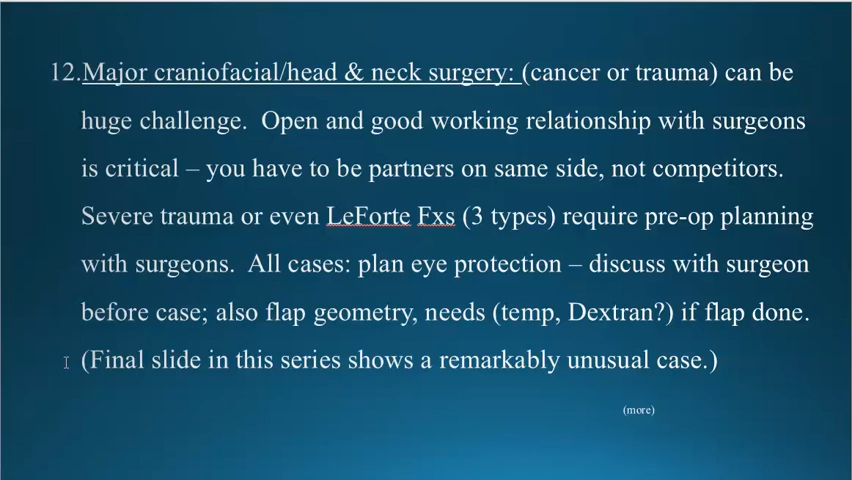 12.Major craniofacial/head & neck surgery: (cancer or trauma) can be
huge challenge.  Open and good working relationship with surgeons
is critical – you have to be partners on same side, not competitors.
Severe trauma or even LeForte Fxs (3 types) require pre-op planning
with surgeons.  All cases: plan eye protection – discuss with surgeon
before case; also flap geometry, needs (temp, Dextran?) if flap done.
(Final slide in this series shows a remarkably unusual case.)
(more)